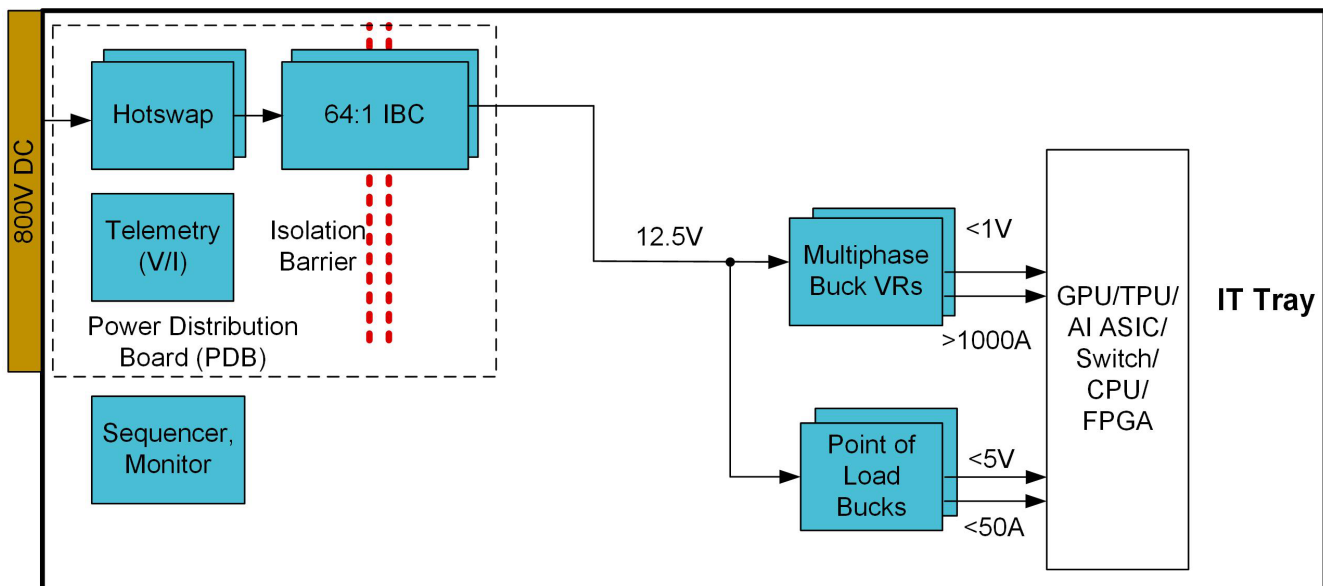 800V DC
Hotswap
64:1 IBC
Telemetry
(V/I)
Isolation
Barrier
Power Distribution
Board (PDB)
Sequencer,
Monitor
12.5V
Multiphase
Buck VRs
<1V
>1000A
Point of
Load
Bucks
<5V
<50A
GPU/TPU/
AI ASIC/
Switch/
CPU/
FPGA
IT Tray